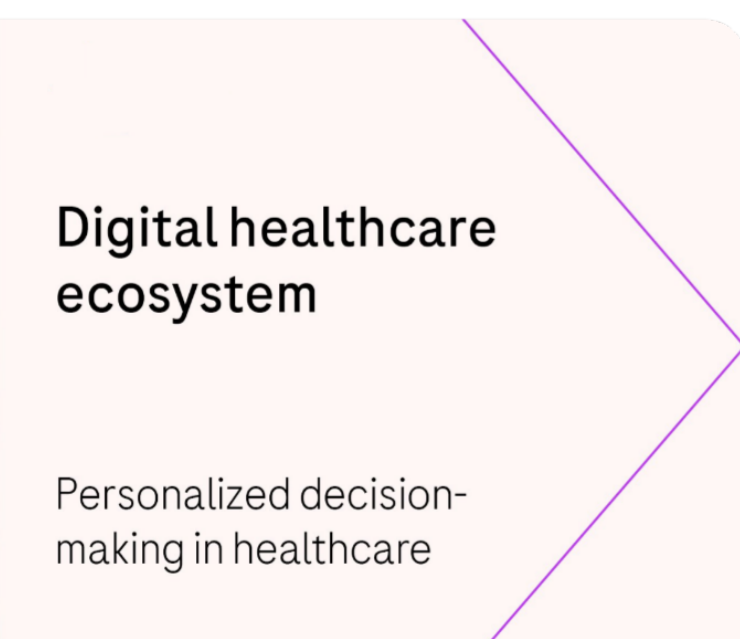 Digital healthcare
ecosystem
Personalized decision-
making in healthcare